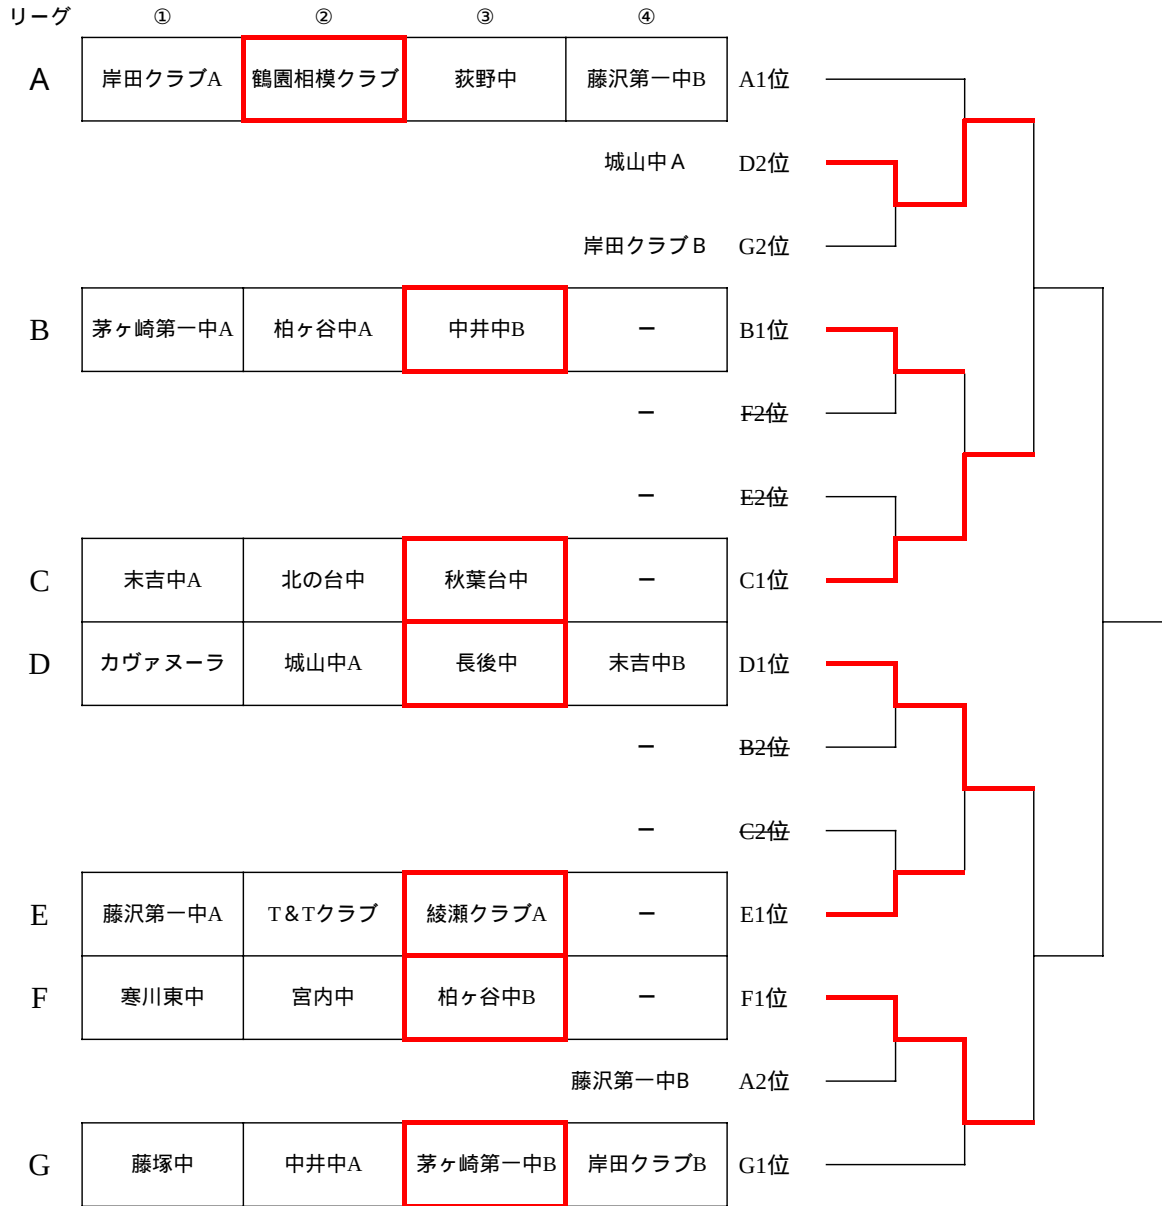 リーグ ① ② ③ ④
A 岸田クラブA 鶴園相模クラブ 荻野中 藤沢第一中B A1位
城山中A D2位
岸田クラブB G2位
B 茅ヶ崎第一中A 柏ヶ谷中A 中井中B ー B1位
ー F2位
ー E2位
C 末吉中A 北の台中 秋葉台中 ー C1位
D カヴァヌーラ 城山中A 長後中 末吉中B D1位
ー B2位
ー C2位
E 藤沢第一中A T&Tクラブ 綾瀬クラブA ー E1位
F 寒川東中 宮内中 柏ヶ谷中B ー F1位
藤沢第一中B A2位
G 藤塚中 中井中A 茅ヶ崎第一中B 岸田クラブB G1位